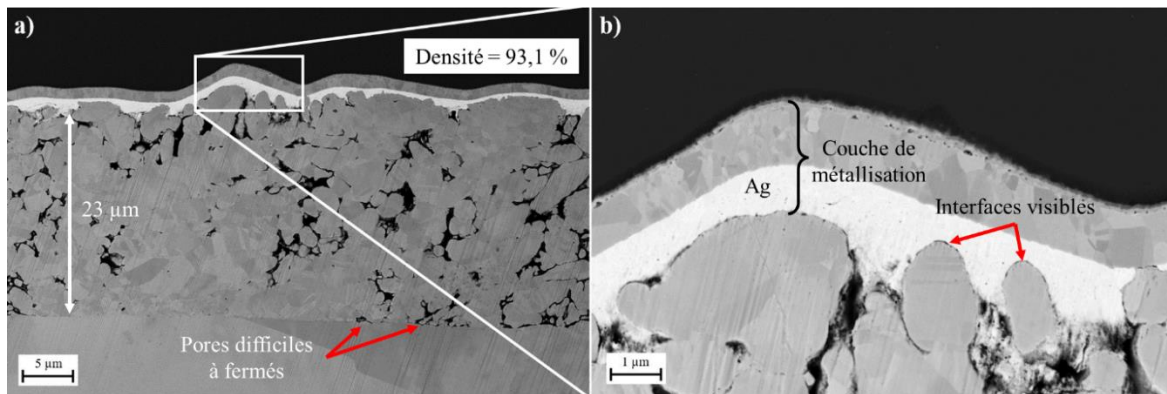 a)
Densité = 93,1 %
23 µm
Pores difficiles
à fermés
5 µm
b)
Couche de
métallisation
Ag
Interfaces visibles
1 µm